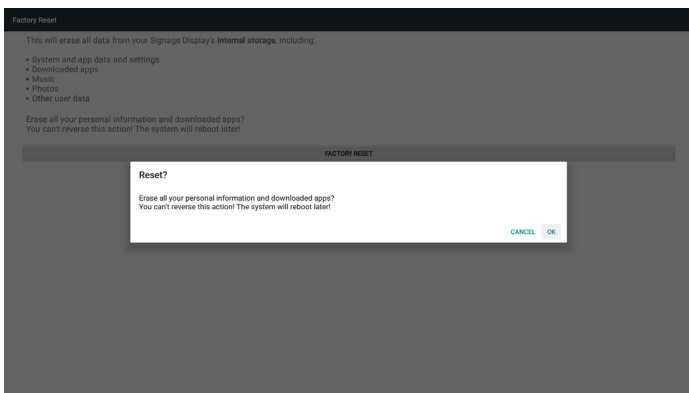 Factory Reset
This will erase all data from your Signage Display's internal storage, including:
• System and app data and settings
• Downloaded apps
• Music
• Photos
• Other user data
Erase all your personal information and downloaded apps?
You can't reverse this action! The system will reboot later!
FACTORY RESET
Reset?
Erase all your personal information and downloaded apps?
You can't reverse this action! The system will reboot later!
CANCEL OK